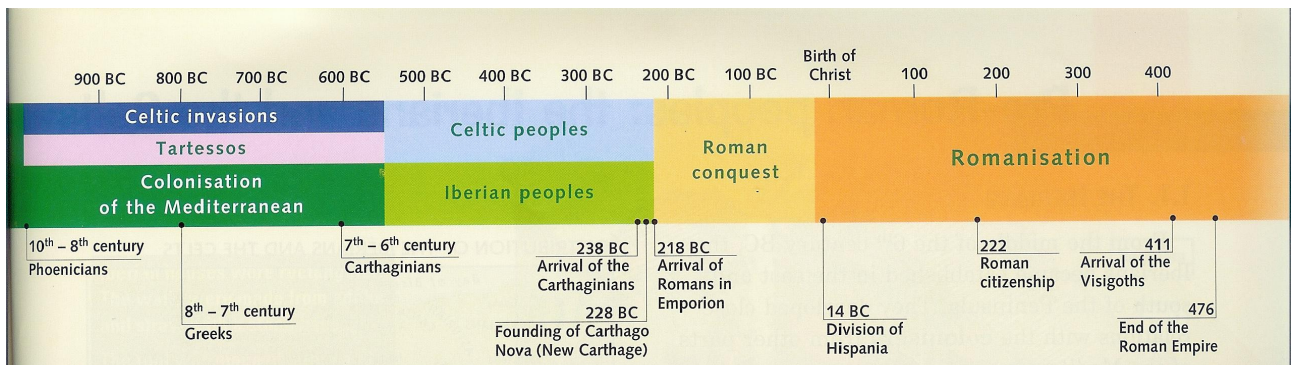 Birth of
Christ
900 BC 800 BC 700 BC 600 BC 500 BC 400 BC 300 BC 200 BC 100 BC 100 200 300 400
Celtic invasions
Tartessos
Colonisation
of the Mediterranean
Celtic peoples
Iberian peoples
Roman
conquest
Romanisation
10th – 8th century
Phoenicians
8th – 7th century
Greeks
7th – 6th century
Carthaginians
238 BC
Arrival of the
Carthaginians
228 BC
Founding of Carthago
Nova (New Carthage)
218 BC
Arrival of
Romans in
Emporion
14 BC
Division of
Hispania
222
Roman
citizenship
411
Arrival of the
Visigoths
476
End of the
Roman Empire